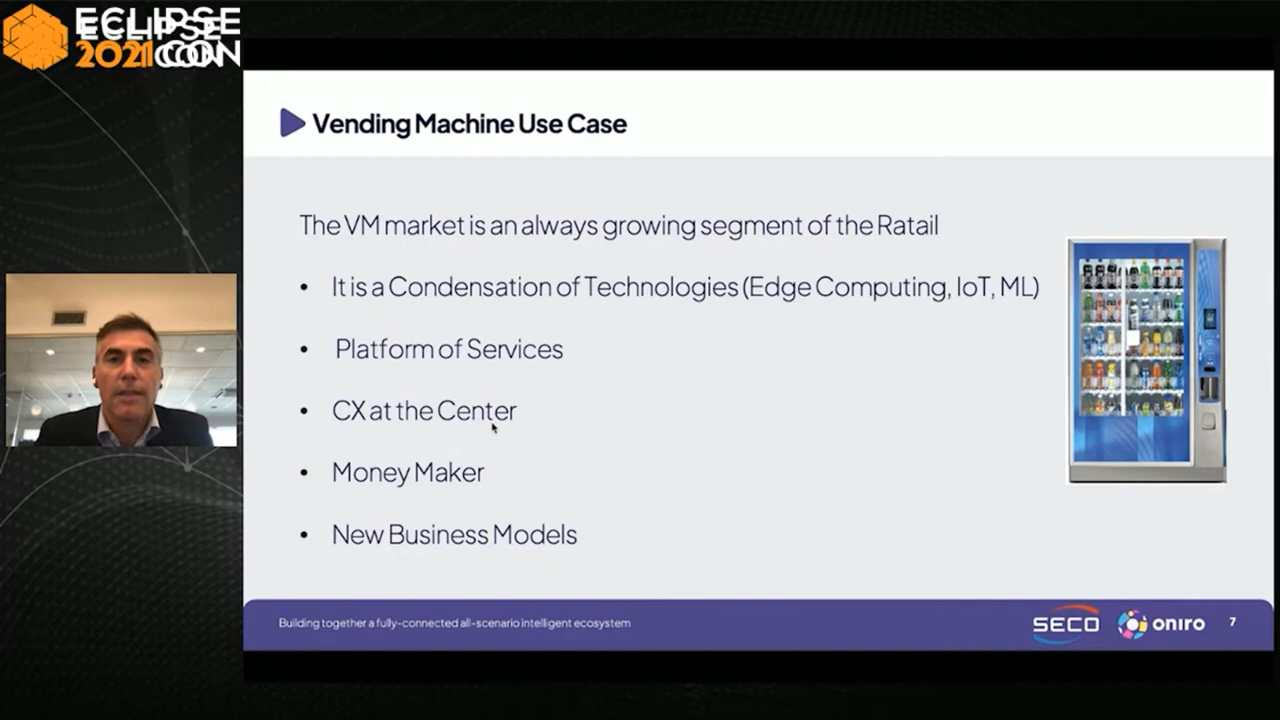 ECLIPSE
2021 CON
Vending Machine Use Case
The VM market is an always growing segment of the Ratail
• It is a Condensation of Technologies (Edge Computing, IoT, ML)
• Platform of Services
• CX at the Center
• Money Maker
• New Business Models
Building together a fully-connected all-scenario intelligent ecosystem
SECO
oniro
7